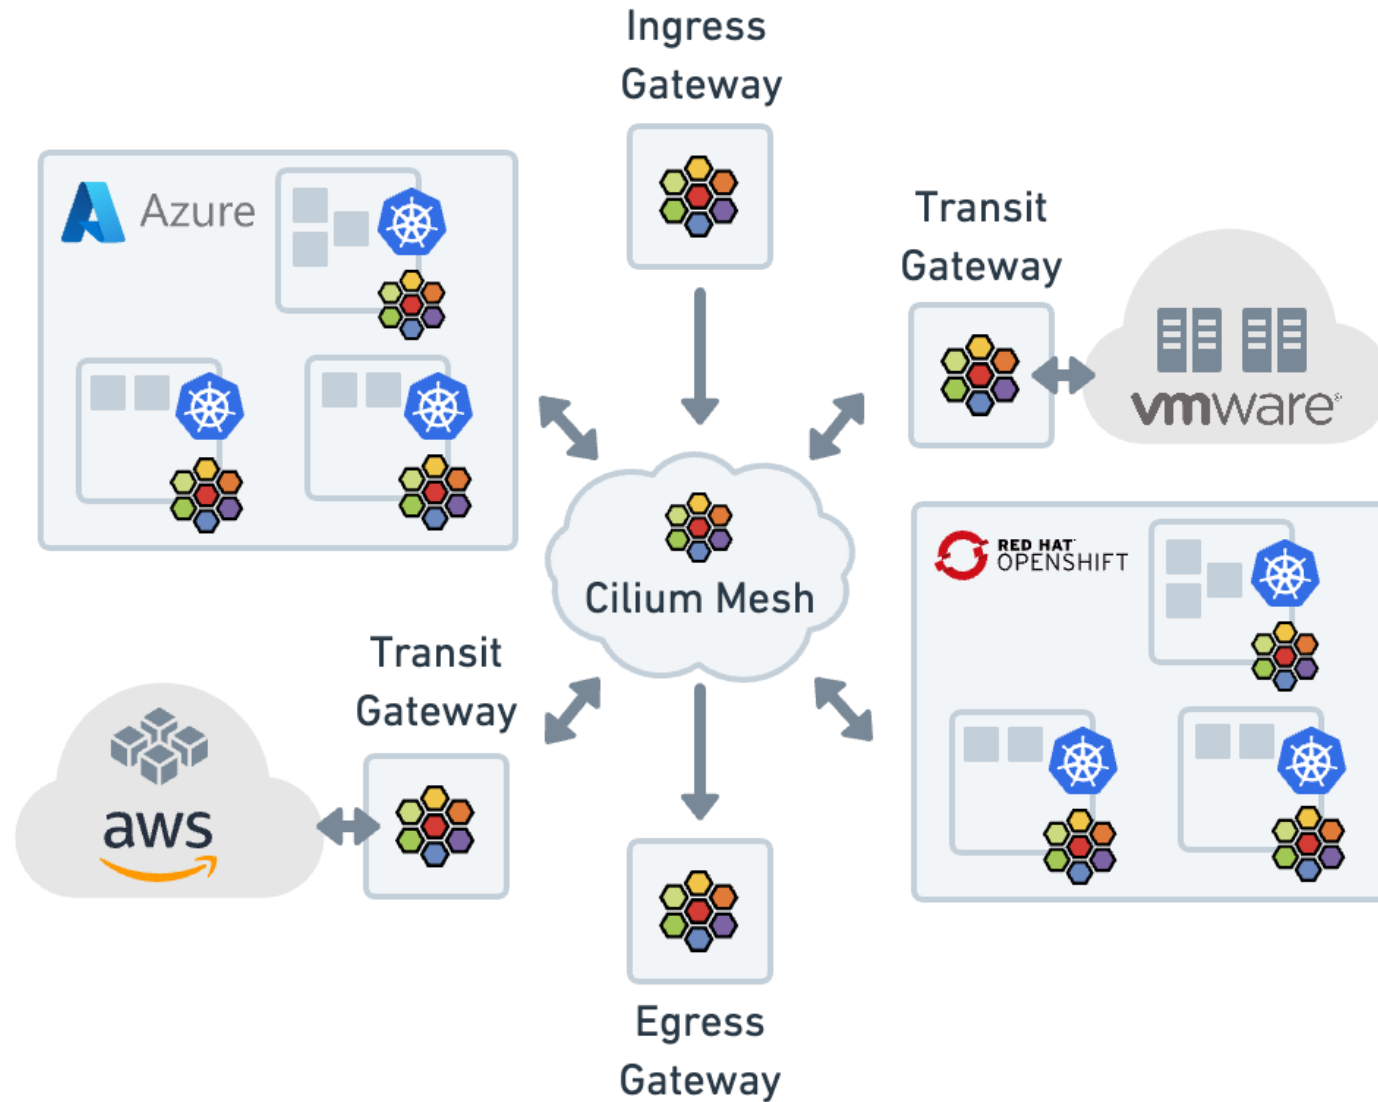 Ingress
Gateway
Azure
Transit
Gateway
vmware®
Cilium Mesh
RED HAT
OPENSHIFT
Transit
Gateway
aws
Egress
Gateway